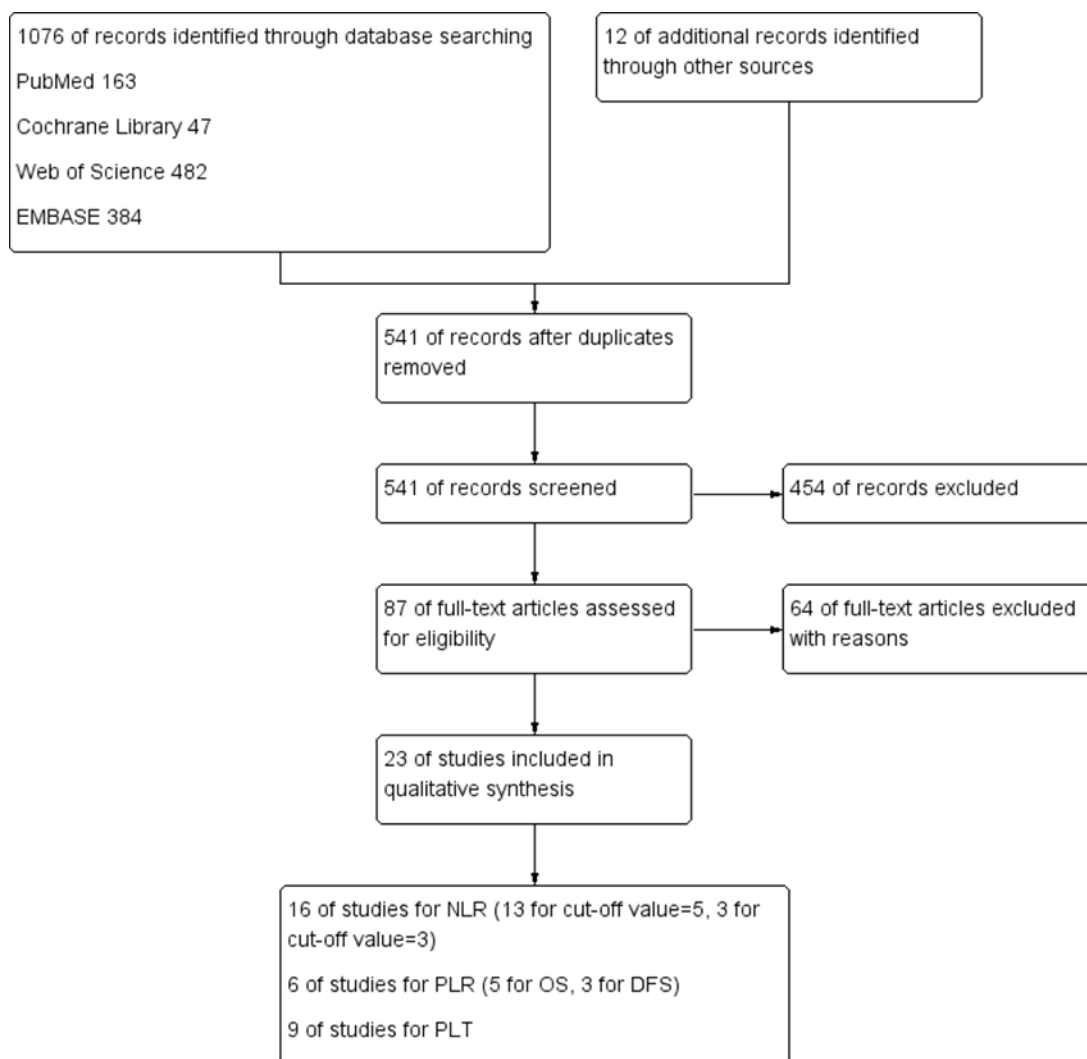 1076 of records identified through database searching
PubMed 163
Cochrane Library 47
Web of Science 482
EMBASE 384
12 of additional records identified
through other sources
541 of records after duplicates
removed
541 of records screened
454 of records excluded
87 of full-text articles assessed
for eligibility
64 of full-text articles excluded
with reasons
23 of studies included in
qualitative synthesis
16 of studies for NLR (13 for cut-off value=5, 3 for
cut-off value=3)
6 of studies for PLR (5 for OS, 3 for DFS)
9 of studies for PLT